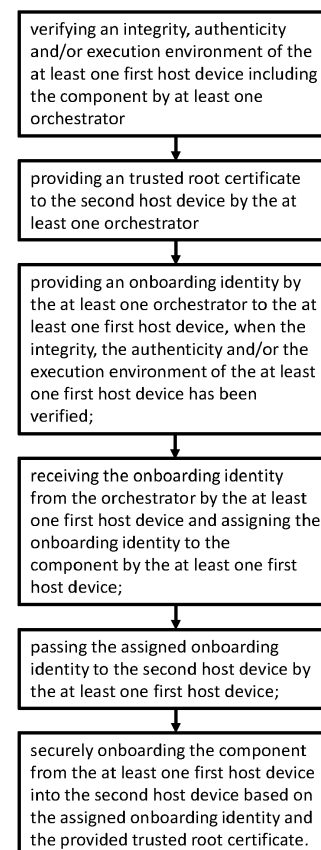 verifying an integrity, authenticity
and/or execution environment of the
at least one first host device including
the component by at least one
orchestrator
providing an trusted root certificate
to the second host device by the at
least one orchestrator
providing an onboarding identity by
the at least one orchestrator to the at
least one first host device, when the
integrity, the authenticity and/or the
execution environment of the at least
one first host device has been
verified;
receiving the onboarding identity
from the orchestrator by the at least
one first host device and assigning the
onboarding identity to the
component by the at least one first
host device;
passing the assigned onboarding
identity to the second host device by
the at least one first host device;
securely onboarding the component
from the at least one first host device
into the second host device based on
the assigned onboarding identity and
the provided trusted root certificate.